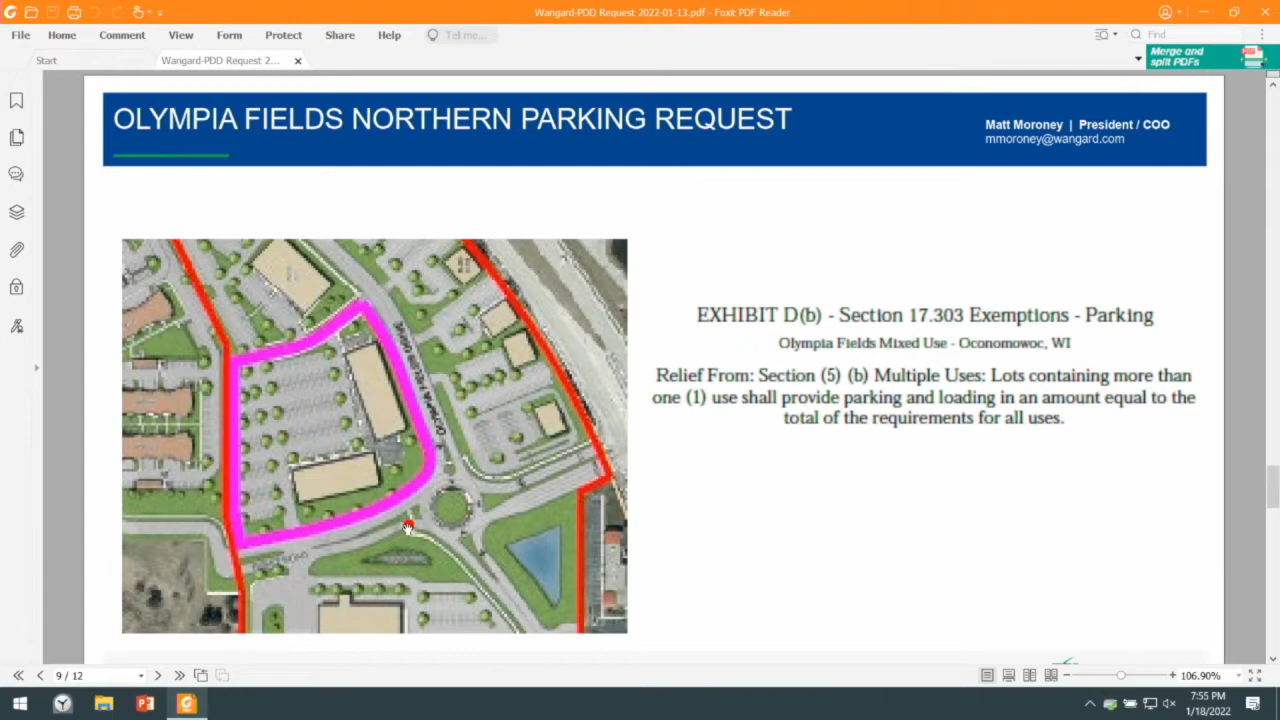 Wangard-PDD Request 2022-01-13.pdf - Foxit PDF Reader
File Home Comment View Form Protect Share Help Tell me... Find
Start Wangard-PDD Request 2...
Merge and
split PDFs
OLYMPIA FIELDS NORTHERN PARKING REQUEST
Matt Moroney | President / COO
mmoroney@wangard.com
EXHIBIT D(b) - Section 17.303 Exemptions - Parking
Olympia Fields Mixed Use - Oconomowoc, WI
Relief From: Section (5) (b) Multiple Uses: Lots containing more than
one (1) use shall provide parking and loading in an amount equal to the
total of the requirements for all uses.
OLYMPIA FIELDS DRIVE
9 / 12
106.90%
7:55 PM
1/18/2022